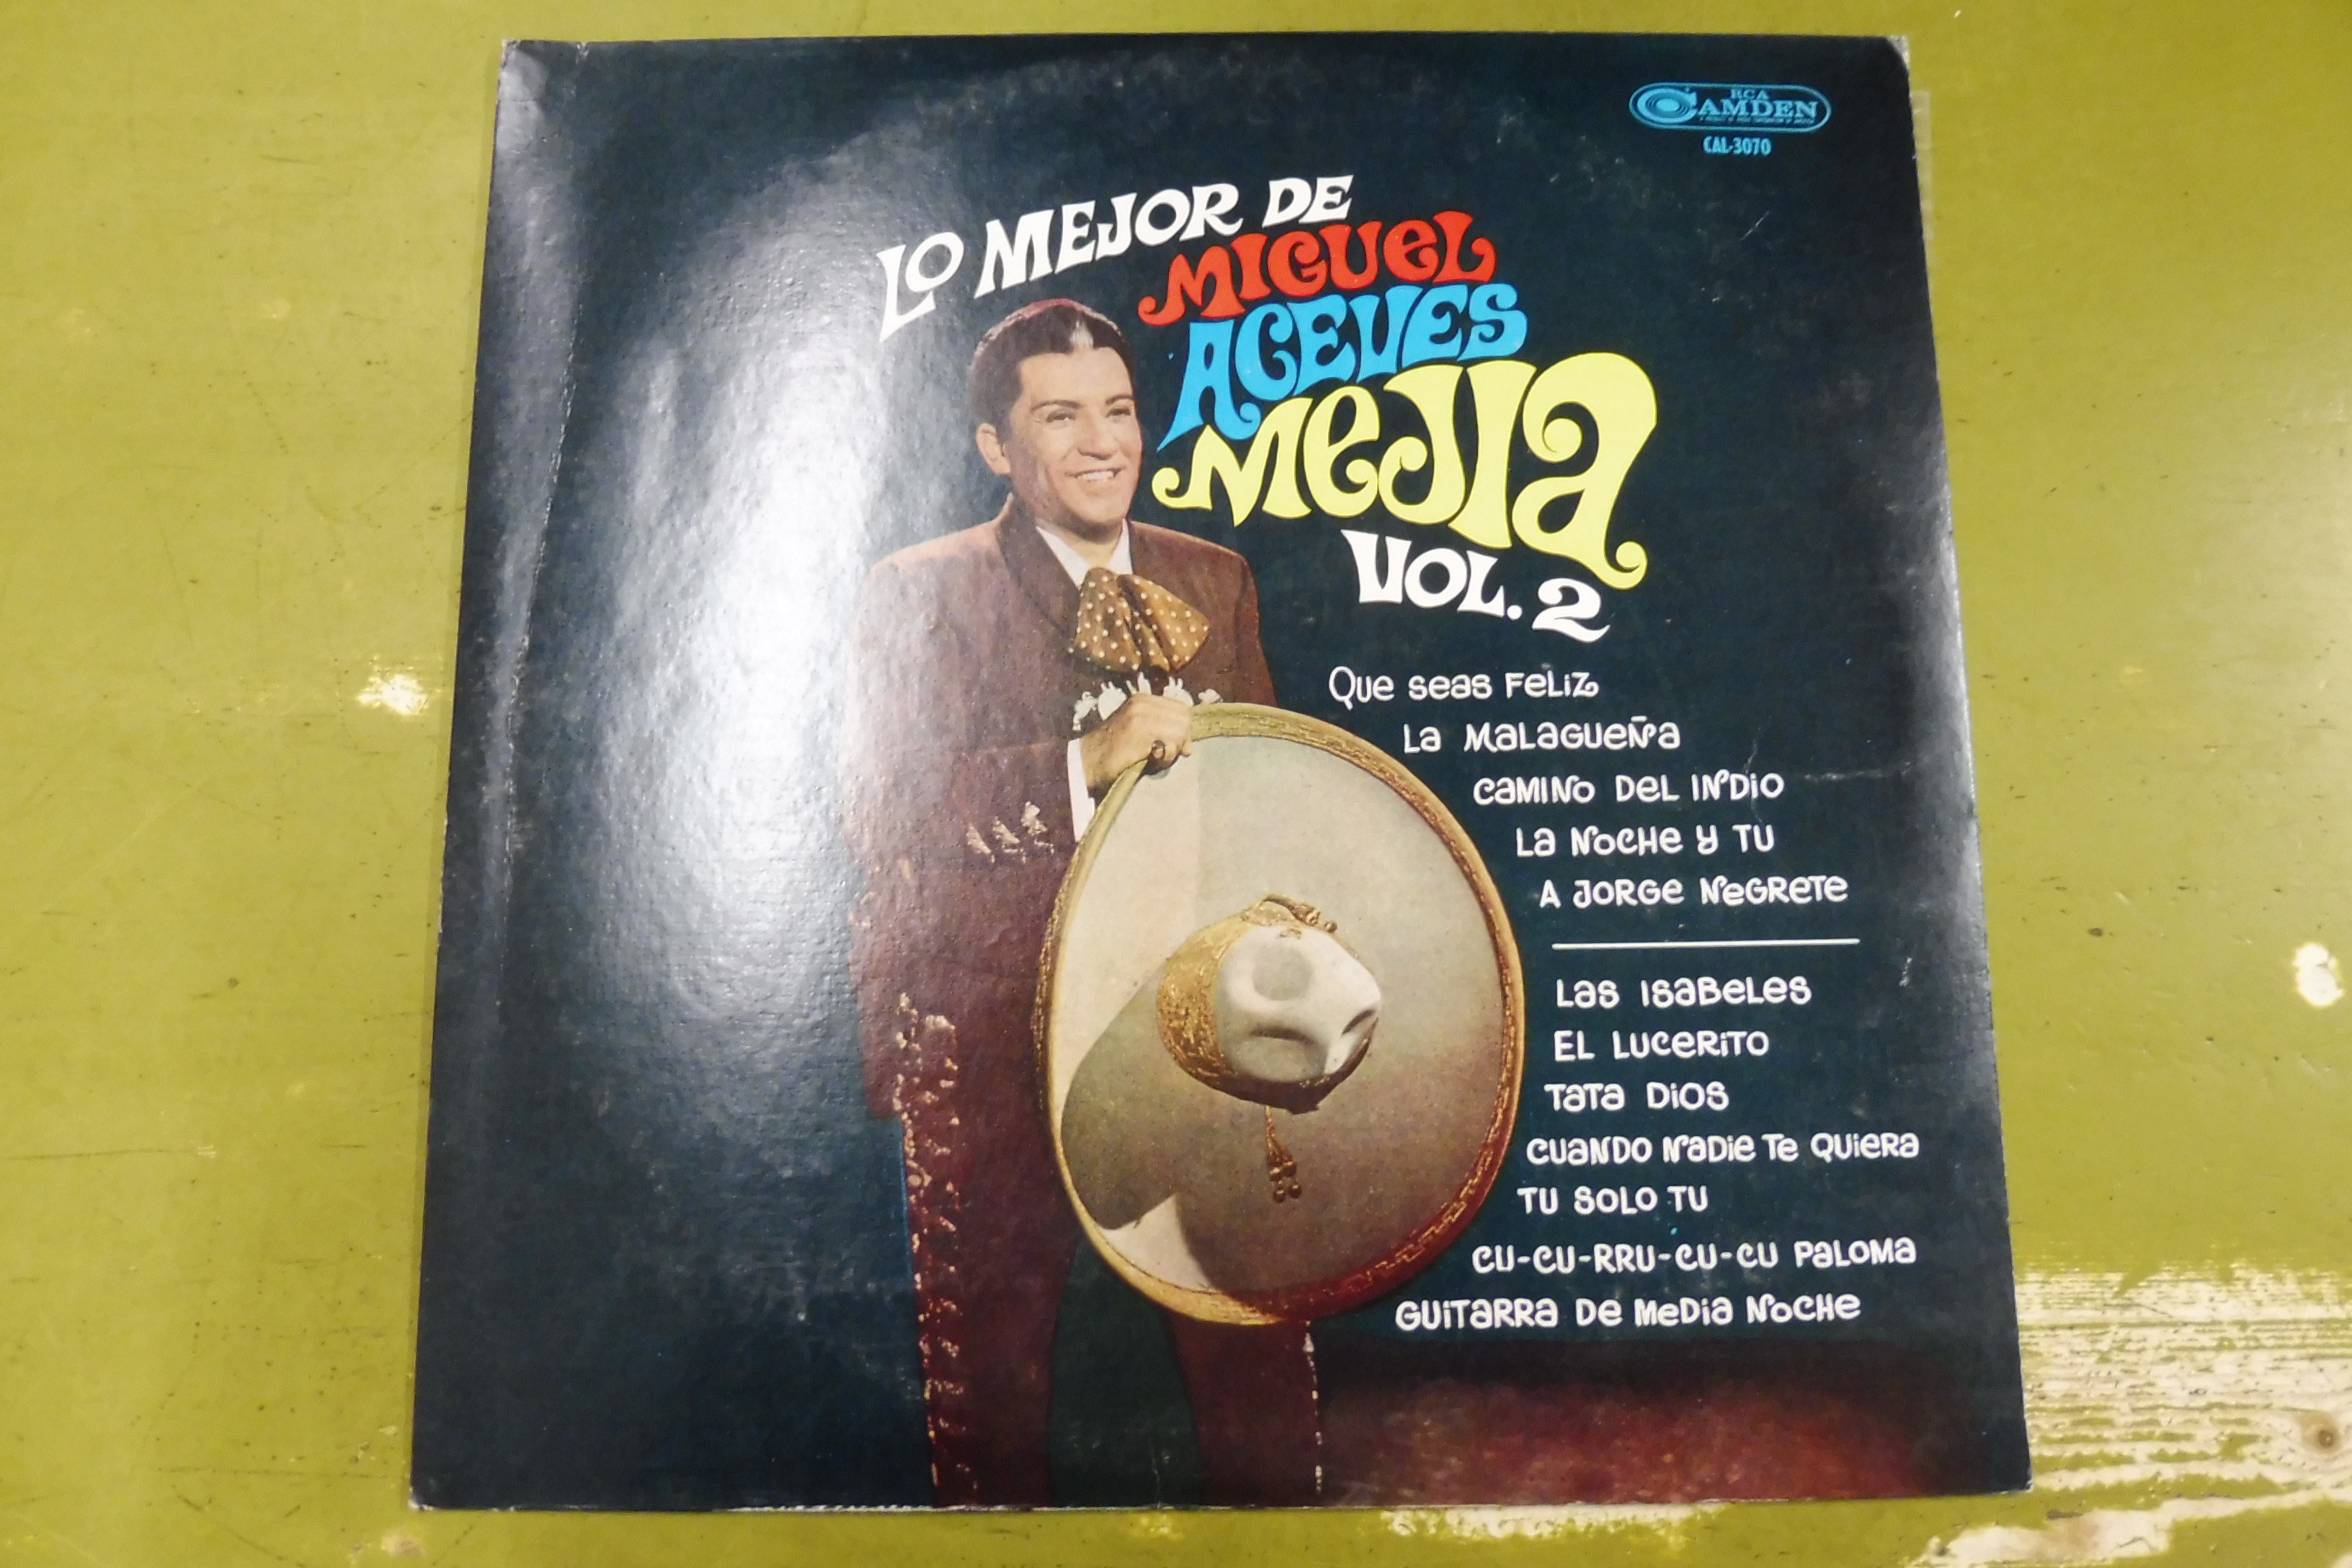 RCA
CAMDEN
CAL-3070
LO MEJOR DE
MIGUEL
ACEVES
MEJIA
VOL. 2
Que seas Feliz
La Malagueña
Camino del Indio
La Noche y Tu
A Jorge Negrete
Las Isabeles
El Lucerito
Tata Dios
Cuando Nadie Te Quiera
Tu Solo Tu
Cu-Cu-Rru-Cu-Cu Paloma
Guitarra de Media Noche